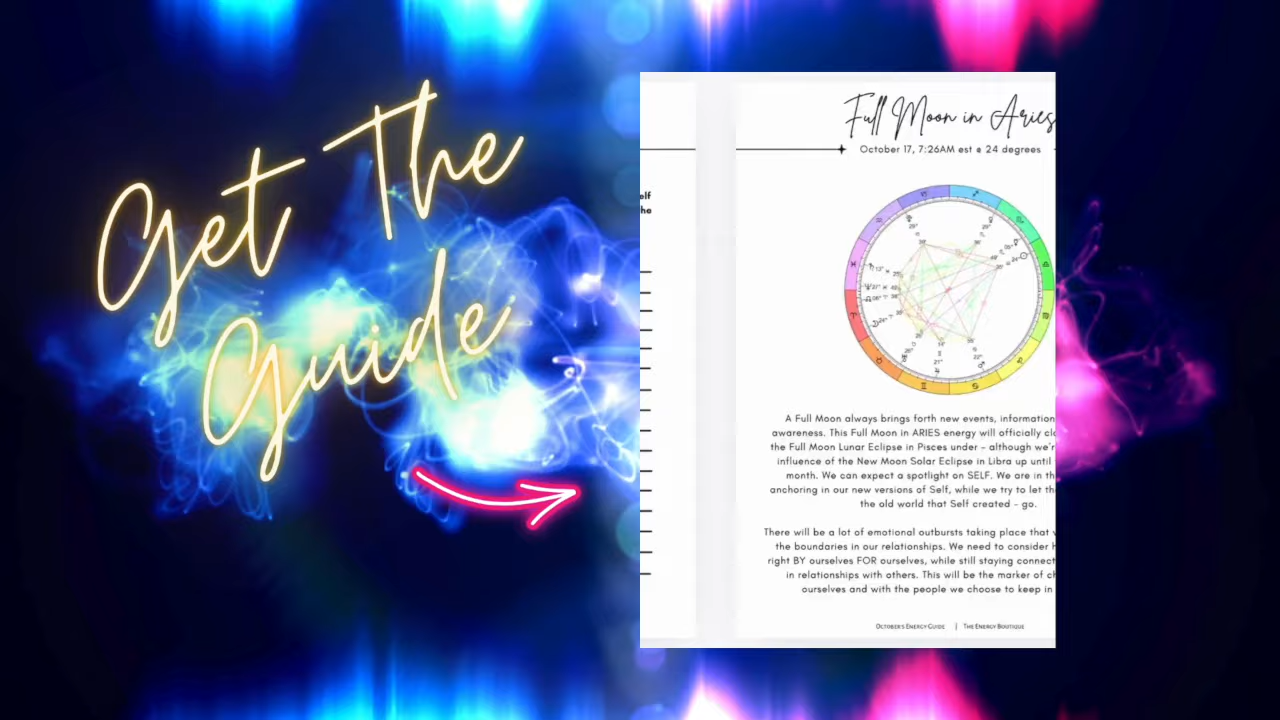 Get The
Guide
elf
he
Full Moon in Aries
October 17, 7:26AM est @ 24 degrees
A Full Moon always brings forth new events, information
awareness. This Full Moon in ARIES energy will officially clo
the Full Moon Lunar Eclipse in Pisces under - although we'r
influence of the New Moon Solar Eclipse in Libra up until
month. We can expect a spotlight on SELF. We are in th
anchoring in our new versions of Self, while we try to let th
the old world that Self created - go.
There will be a lot of emotional outbursts taking place that
the boundaries in our relationships. We need to consider h
right BY ourselves FOR ourselves, while still staying connect
in relationships with others. This will be the marker of ch
ourselves and with the people we choose to keep in
October's Energy Guide | The Energy Boutique